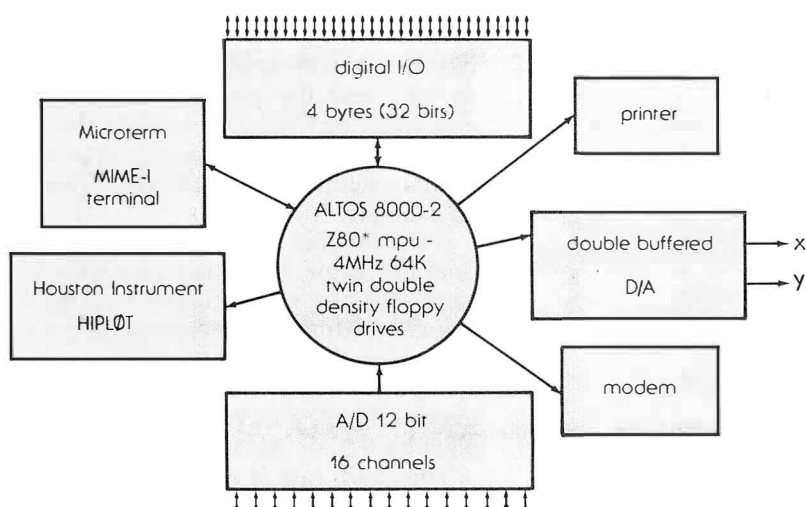 digital I/O
4 bytes (32 bits)
printer
Microterm
MIME-I
terminal
ALTOS 8000-2
Z80* mpu -
4MHz 64K
twin double
density floppy
drives
double buffered
D/A
x
y
Houston Instrument
HIPLØT
modem
A/D 12 bit
16 channels